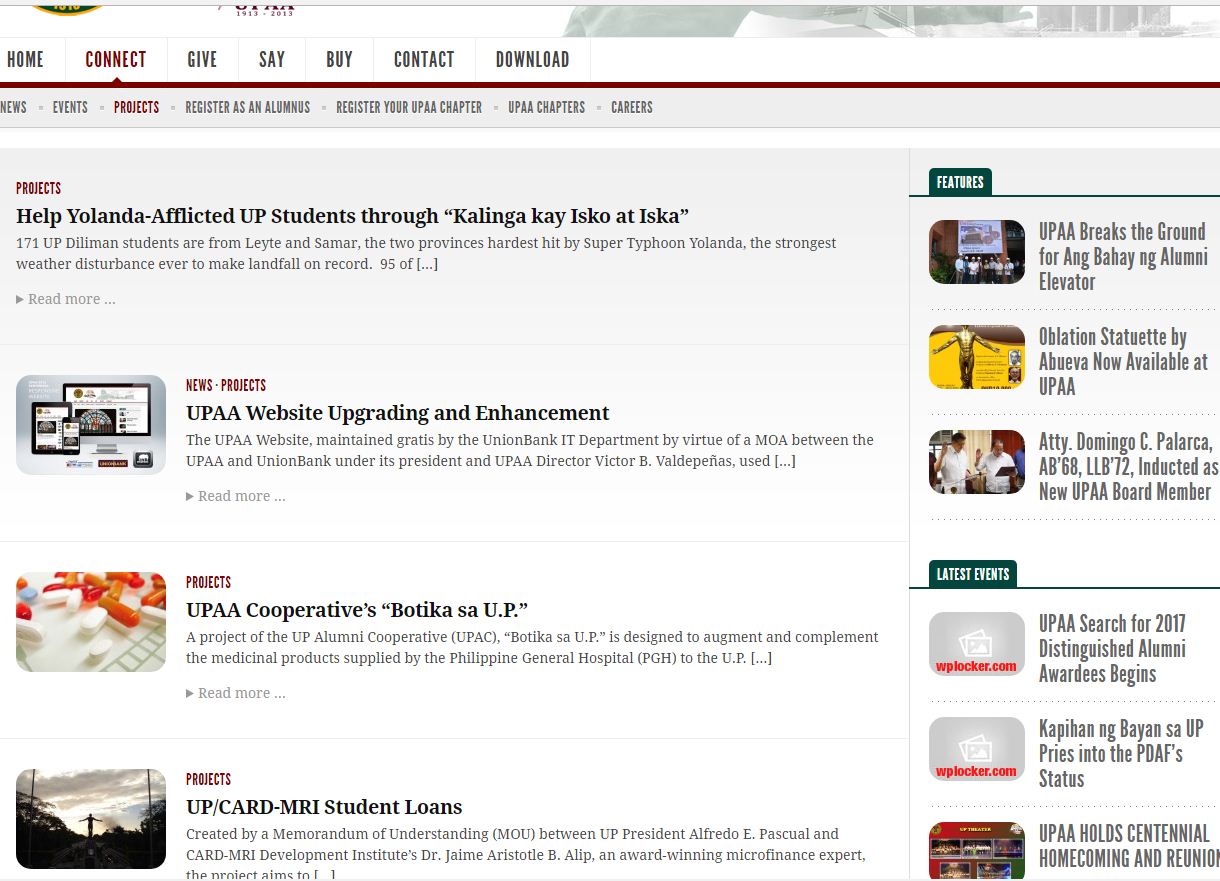 1913 - 2013
HOME
CONNECT
GIVE
SAY
BUY
CONTACT
DOWNLOAD
NEWS
EVENTS
PROJECTS
REGISTER AS AN ALUMNUS
REGISTER YOUR UPAA CHAPTER
UPAA CHAPTERS
CAREERS
PROJECTS
Help Yolanda-Afflicted UP Students through “Kalinga kay Isko at Iska”
171 UP Diliman students are from Leyte and Samar, the two provinces hardest hit by Super Typhoon Yolanda, the strongest
weather disturbance ever to make landfall on record.  95 of [...]
Read more ...
NEWS · PROJECTS
UPAA Website Upgrading and Enhancement
The UPAA Website, maintained gratis by the UnionBank IT Department by virtue of a MOA between the
UPAA and UnionBank under its president and UPAA Director Victor B. Valdepeñas, used [...]
Read more ...
PROJECTS
UPAA Cooperative’s “Botika sa U.P.”
A project of the UP Alumni Cooperative (UPAC), “Botika sa U.P.” is designed to augment and complement
the medicinal products supplied by the Philippine General Hospital (PGH) to the U.P. [...]
Read more ...
PROJECTS
UP/CARD-MRI Student Loans
Created by a Memorandum of Understanding (MOU) between UP President Alfredo E. Pascual and
CARD-MRI Development Institute’s Dr. Jaime Aristotle B. Alip, an award-winning microfinance expert,
the project aims to [...]
FEATURES
UPAA Breaks the Ground
for Ang Bahay ng Alumni
Elevator
Oblation Statuette by
Abueva Now Available at
UPAA
Atty. Domingo C. Palarca,
AB’68, LLB’72, Inducted as
New UPAA Board Member
LATEST EVENTS
wplocker.com
UPAA Search for 2017
Distinguished Alumni
Awardees Begins
wplocker.com
Kapihan ng Bayan sa UP
Pries into the PDAF’s
Status
UP THEATER
UPAA HOLDS CENTENNIAL
HOMECOMING AND REUNION